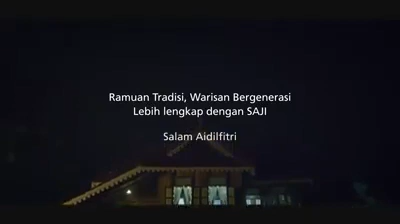 Ramuan Tradisi, Warisan Bergenerasi
Lebih lengkap dengan SAJI
Salam Aidilfitri